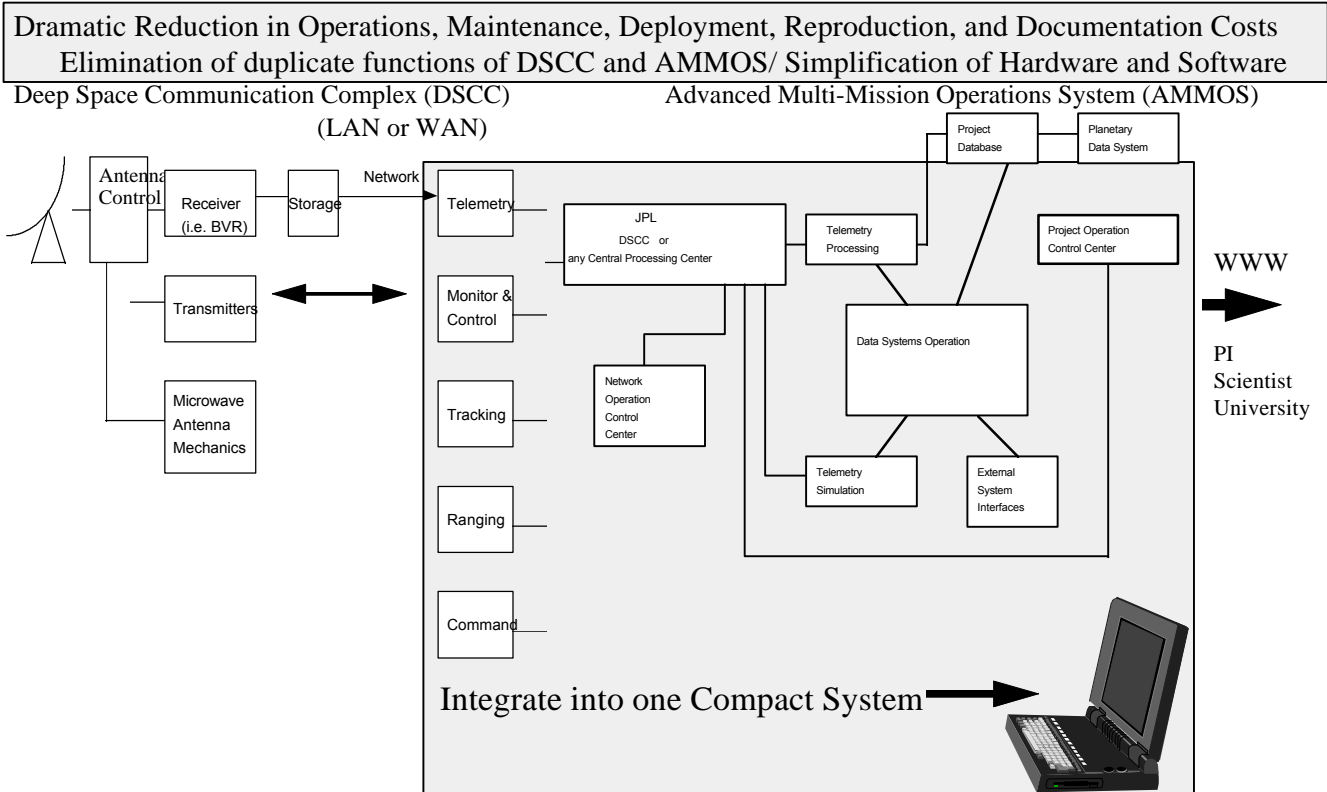 Dramatic Reduction in Operations, Maintenance, Deployment, Reproduction, and Documentation Costs
Elimination of duplicate functions of DSCC and AMMOS/ Simplification of Hardware and Software
Deep Space Communication Complex (DSCC)
Advanced Multi-Mission Operations System (AMMOS)
(LAN or WAN)
Antenna
Control
Receiver
(i.e. BVR)
Storage
Network
Transmitters
Microwave
Antenna
Mechanics
Telemetry
Monitor &
Control
Tracking
Ranging
Command
JPL
DSCC or
any Central Processing Center
Network
Operation
Control
Center
Telemetry
Processing
Project
Database
Planetary
Data System
Project Operation
Control Center
Data Systems Operation
Telemetry
Simulation
External
System
Interfaces
WWW
PI
Scientist
University
Integrate into one Compact System